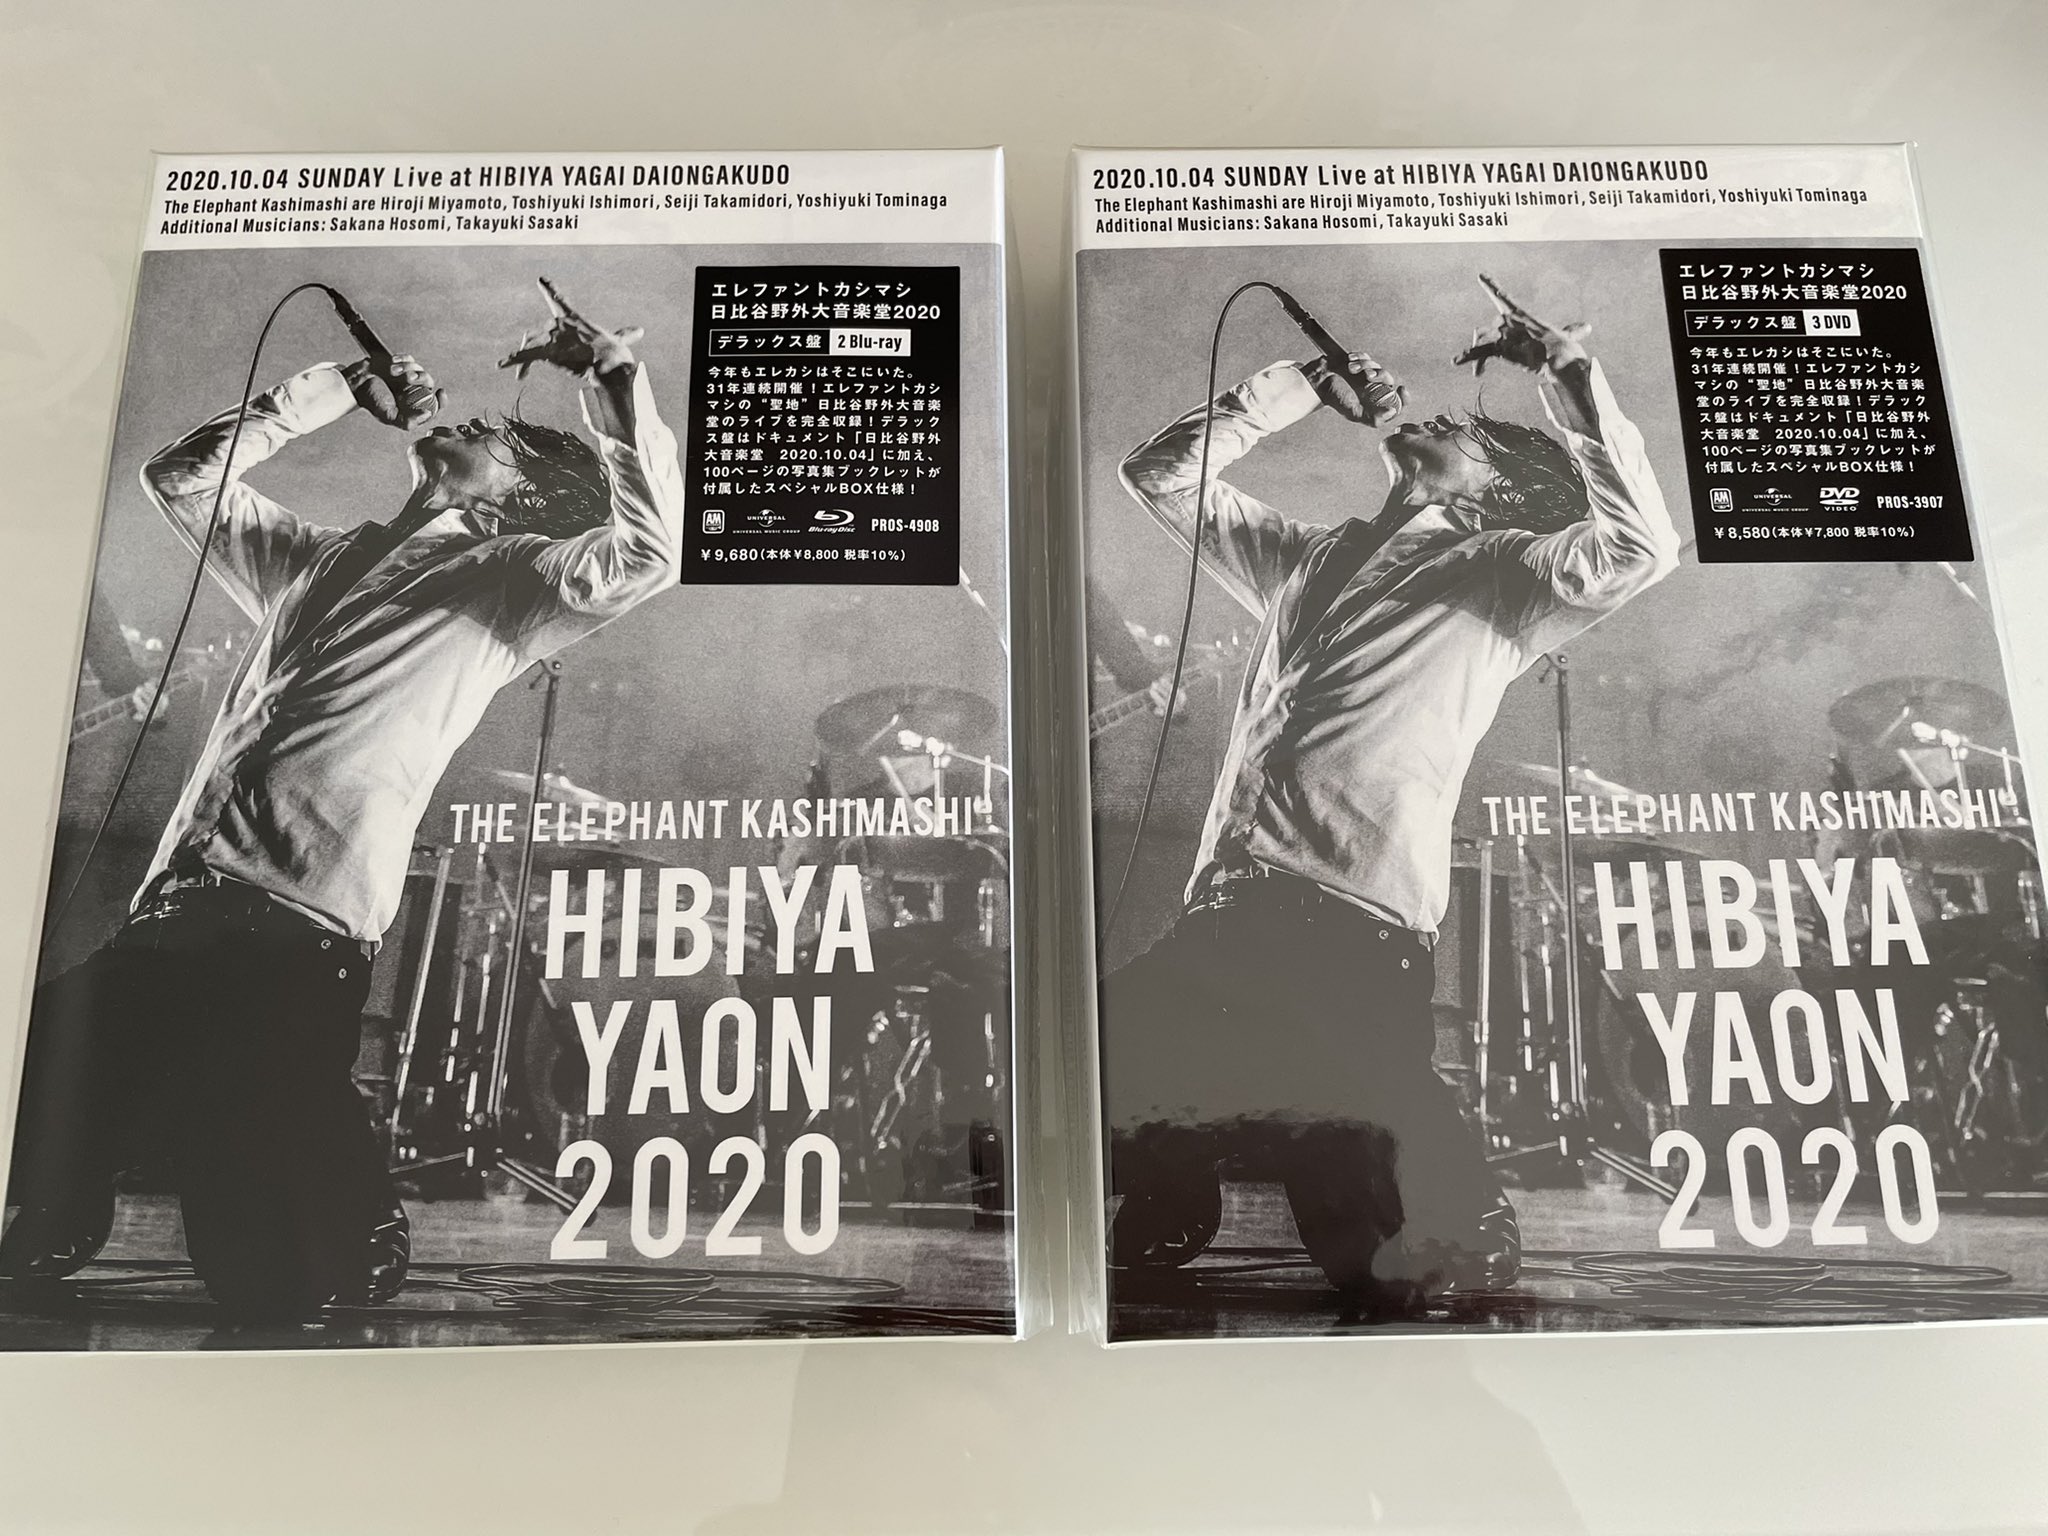 2020.10.04 SUNDAY Live at HIBIYA YAGAI DAIONGAKUDO
The Elephant Kashimashi are Hiroji Miyamoto, Toshiyuki Ishimori, Seiji Takamidori, Yoshiyuki Tominaga
Additional Musicians: Sakana Hosomi, Takayuki Sasaki
エレファントカシマシ
日比谷野外大音楽堂2020
デラックス盤 2 Blu-ray
今年もエレカシはそこにいた。
31年連続開催！エレファントカシ
マシの“聖地”日比谷野外大音楽
堂のライブを完全収録！デラック
ス盤はドキュメント「日比谷野外
大音楽堂　2020.10.04」に加え、
100ページの写真集ブックレットが
付属したスペシャルBOX仕様！
AM UNIVERSAL UNIVERSAL MUSIC GROUP Blu-ray Disc PROS-4908
￥9,680(本体￥8,800 税率10%)
THE ELEPHANT KASHIMASHI
HIBIYA
YAON
2020
2020.10.04 SUNDAY Live at HIBIYA YAGAI DAIONGAKUDO
The Elephant Kashimashi are Hiroji Miyamoto, Toshiyuki Ishimori, Seiji Takamidori, Yoshiyuki Tominaga
Additional Musicians: Sakana Hosomi, Takayuki Sasaki
エレファントカシマシ
日比谷野外大音楽堂2020
デラックス盤 3 DVD
今年もエレカシはそこにいた。
31年連続開催！エレファントカシ
マシの“聖地”日比谷野外大音楽
堂のライブを完全収録！デラック
ス盤はドキュメント「日比谷野外
大音楽堂　2020.10.04」に加え、
100ページの写真集ブックレットが
付属したスペシャルBOX仕様！
AM UNIVERSAL UNIVERSAL MUSIC GROUP DVD VIDEO PROS-3907
￥8,580(本体￥7,800 税率10%)
THE ELEPHANT KASHIMASHI
HIBIYA
YAON
2020